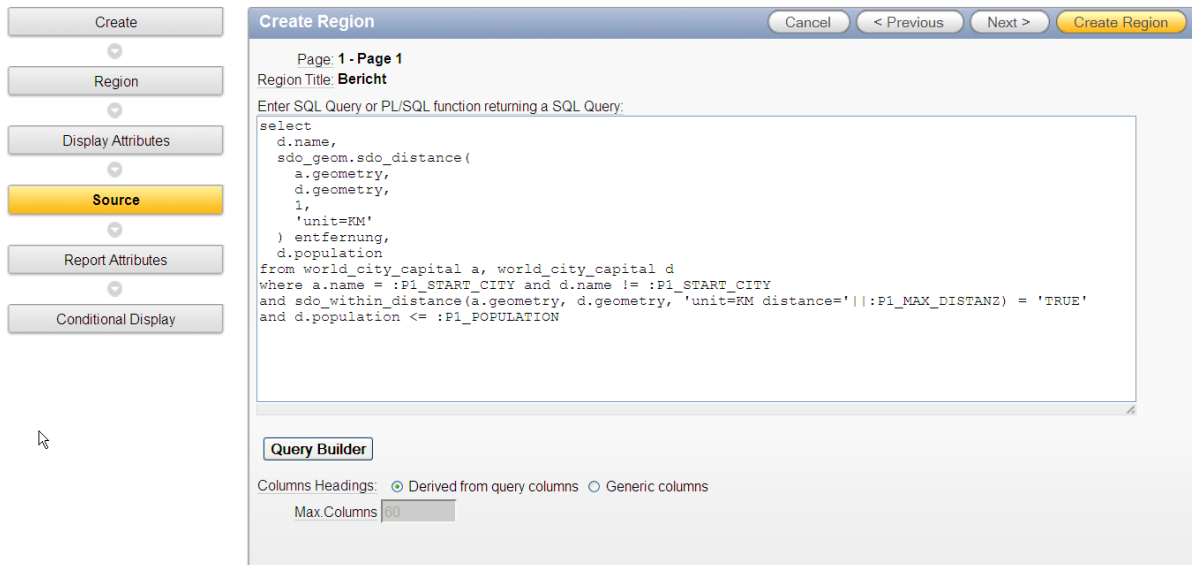 Create
Region
Display Attributes
Source
Report Attributes
Conditional Display
Create Region
Cancel
< Previous
Next >
Create Region
Page: 1 - Page 1
Region Title: Bericht
Enter SQL Query or PL/SQL function returning a SQL Query:
select
  d.name,
  sdo_geom.sdo_distance(
    a.geometry,
    d.geometry,
    1,
    'unit=KM'
  ) entfernung,
  d.population
from world_city_capital a, world_city_capital d
where a.name = :P1_START_CITY and d.name != :P1_START_CITY
and sdo_within_distance(a.geometry, d.geometry, 'unit=KM distance='||:P1_MAX_DISTANZ) = 'TRUE'
and d.population <= :P1_POPULATION
Query Builder
Columns Headings: Derived from query columns Generic columns
Max.Columns 60